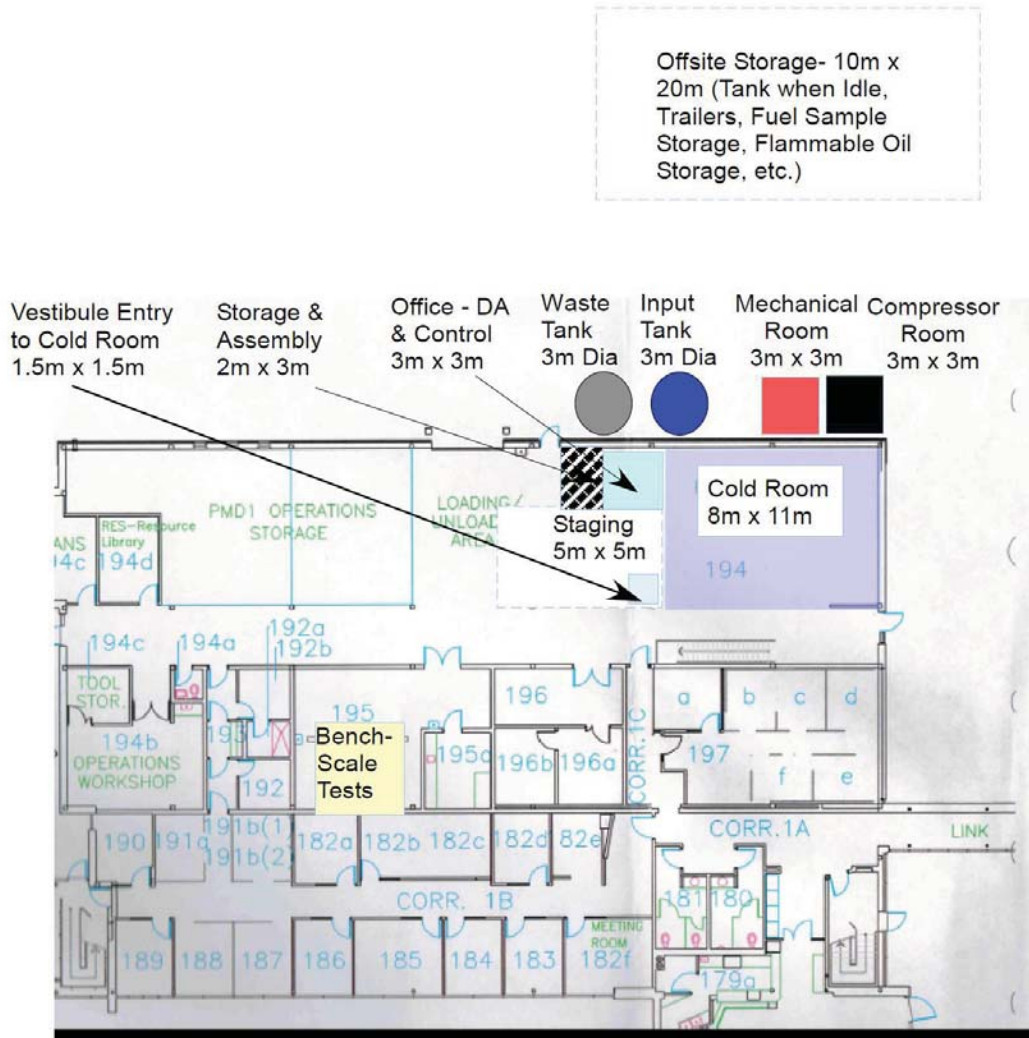 Offsite Storage- 10m x
20m (Tank when Idle,
Trailers, Fuel Sample
Storage, Flammable Oil
Storage, etc.)
Vestibule Entry
to Cold Room
1.5m x 1.5m
Storage &
Assembly
2m x 3m
Office - DA
& Control
3m x 3m
Waste
Tank
3m Dia
Input
Tank
3m Dia
Mechanical
Room
3m x 3m
Compressor
Room
3m x 3m
PMD1 OPERATIONS
STORAGE
LOADING/
UNLOAD
AREA
Staging
5m x 5m
Cold Room
8m x 11m
194
RES-Resource
Library
194d
ANS
94c
194c
194a
192a
192b
TOOL
STOR.
194b
OPERATIONS
WORKSHOP
193
192
195
Bench-
Scale
Tests
195a
196
196b
196a
CORR.1C
a
b
c
d
197
f
e
190
191a
191b(1)
191b(2)
182a
182b
182c
182d
82e
CORR.1A
LINK
CORR. 1B
181
180
189
188
187
186
185
184
183
MEETING
ROOM
182f
179a